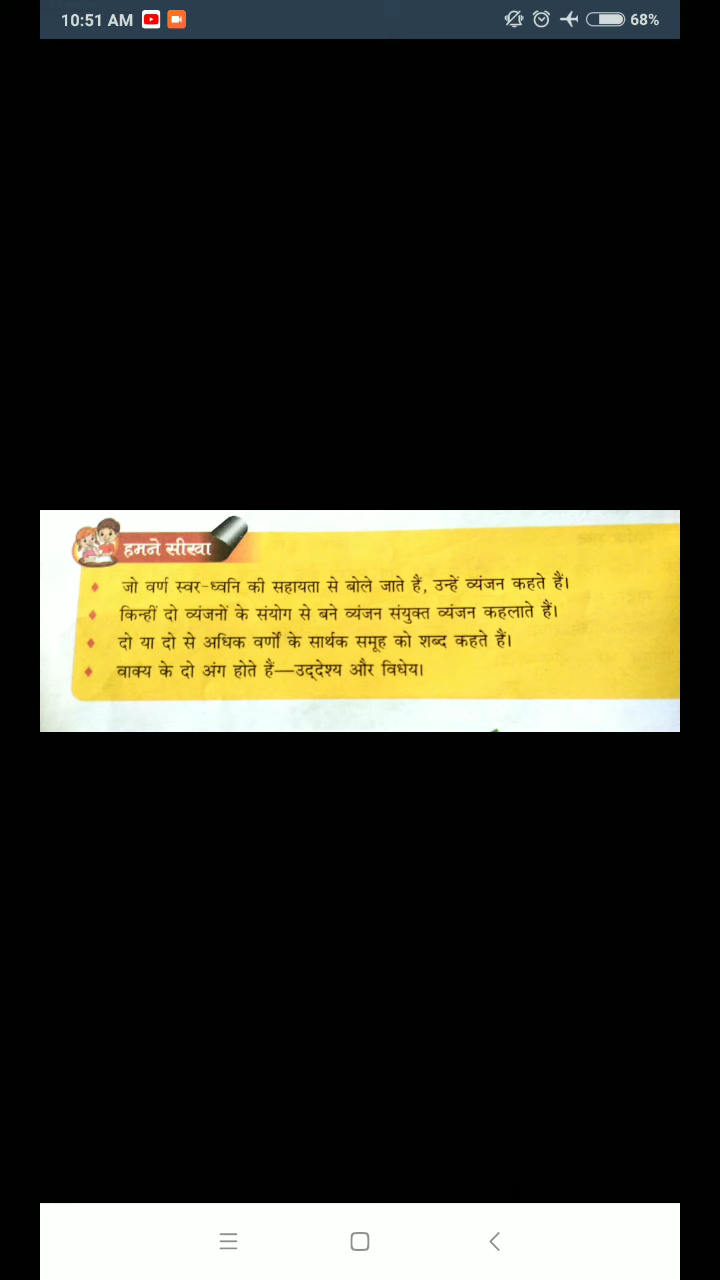 10:51 AM 68%
हमने सीखा
जो वर्ण स्वर-ध्वनि की सहायता से बोले जाते हैं, उन्हें व्यंजन कहते हैं।
किन्हीं दो व्यंजनों के संयोग से बने व्यंजन संयुक्त व्यंजन कहलाते हैं।
दो या दो से अधिक वर्णों के सार्थक समूह को शब्द कहते हैं।
वाक्य के दो अंग होते हैं—उद्देश्य और विधेय।